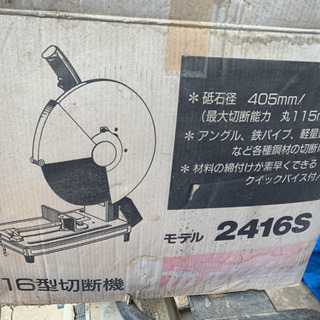 ＊砥石径 405mm/
(最大切断能力 丸115m
＊アングル、鉄パイプ、軽量
など各種鋼材の切断
＊材料の締付けが素早くできる
クイックバイス付
モデル 2416S
16型切断機